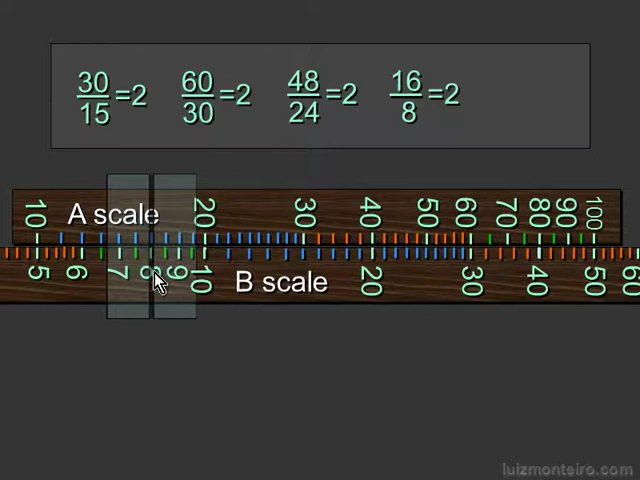 30/15=2 60/30=2 48/24=2 16/8=2
A scale
10 20 30 40 50 60 70 80 90 100
5 6 7 8 9 10 20 30 40 50 60
B scale
luizmonteiro.com